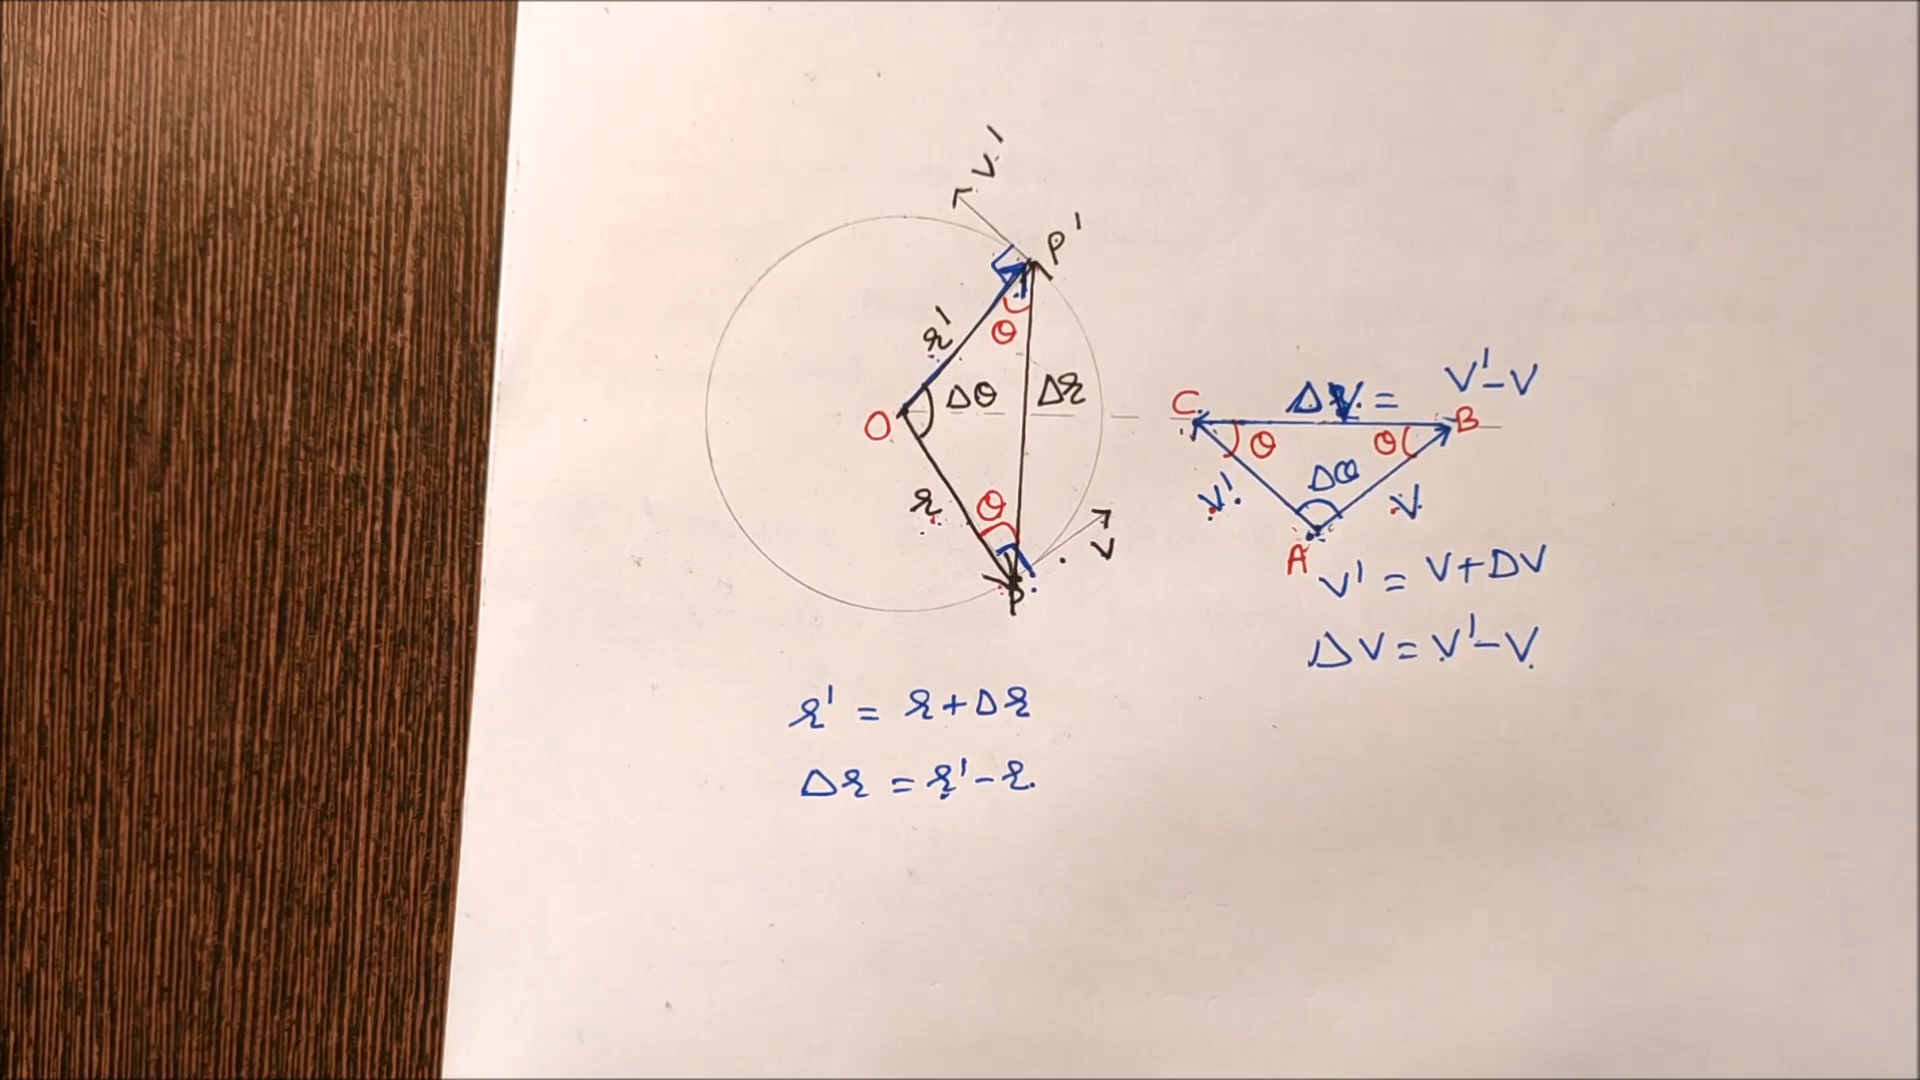 V'
P'
r'
θ
Δθ
Δr
O
r
θ
V
P
ΔV = V'-V
C
B
θ
θ
Δθ
V'
V
A
V' = V+ΔV
ΔV = V'-V
r' = r+Δr
Δr = r'-r